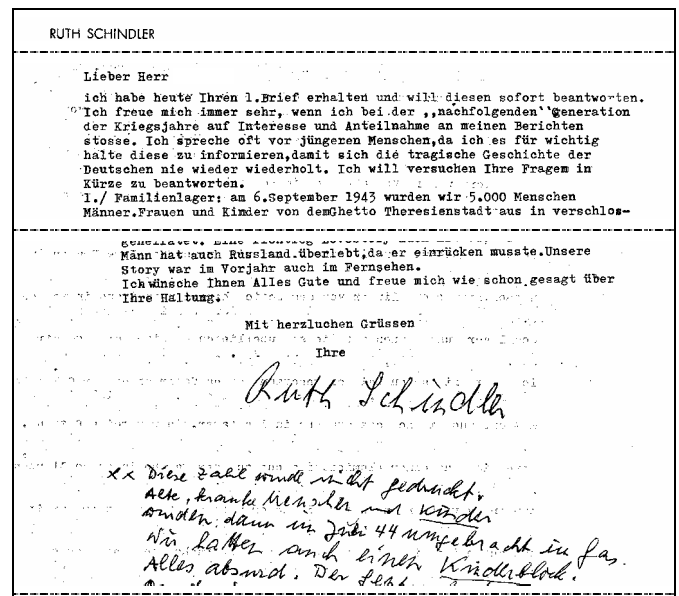 RUTH SCHINDLER
Lieber Herr
ich habe heute Ihren 1.Brief erhalten und will diesen sofort beantworten.
Ich freue mich immer sehr, wenn ich bei der ,,nachfolgenden''Generation
der Kriegsjahre auf Interesse und Anteilnahme an meinen Berichten
stosse. Ich spreche oft vor jüngeren Menschen,da ich es für wichtig
halte diese zu informieren,damit sich die tragische Geschichte der
Deutschen nie wieder wiederholt. Ich will versuchen Ihre Fragem in
Kürze zu beantworten.
I./ Familienlager: am 6.September 1943 wurden wir 5.000 Menschen
Männer.Frauen und Kimder von demGhetto Theresienstadt aus in verschlos-
Mann hat auch Russland.überlebt,da er einrücken musste.Unsere
Story war im Vorjahr auch im Fernsehen.
Ich wünsche Ihnen Alles Gute und freue mich wie schon gesagt über
Ihre Haltung.
Mit herzluchen Grüssen
Ihre
Ruth Schindler
x x Diese Zahl wurde nicht gedruckt.
Alte, kranke Menschen und Kinder
wurden dann in Juli 44 umgebracht in Gas.
Wir hatten auch einen Kinderblock.
Alles absurd. Der